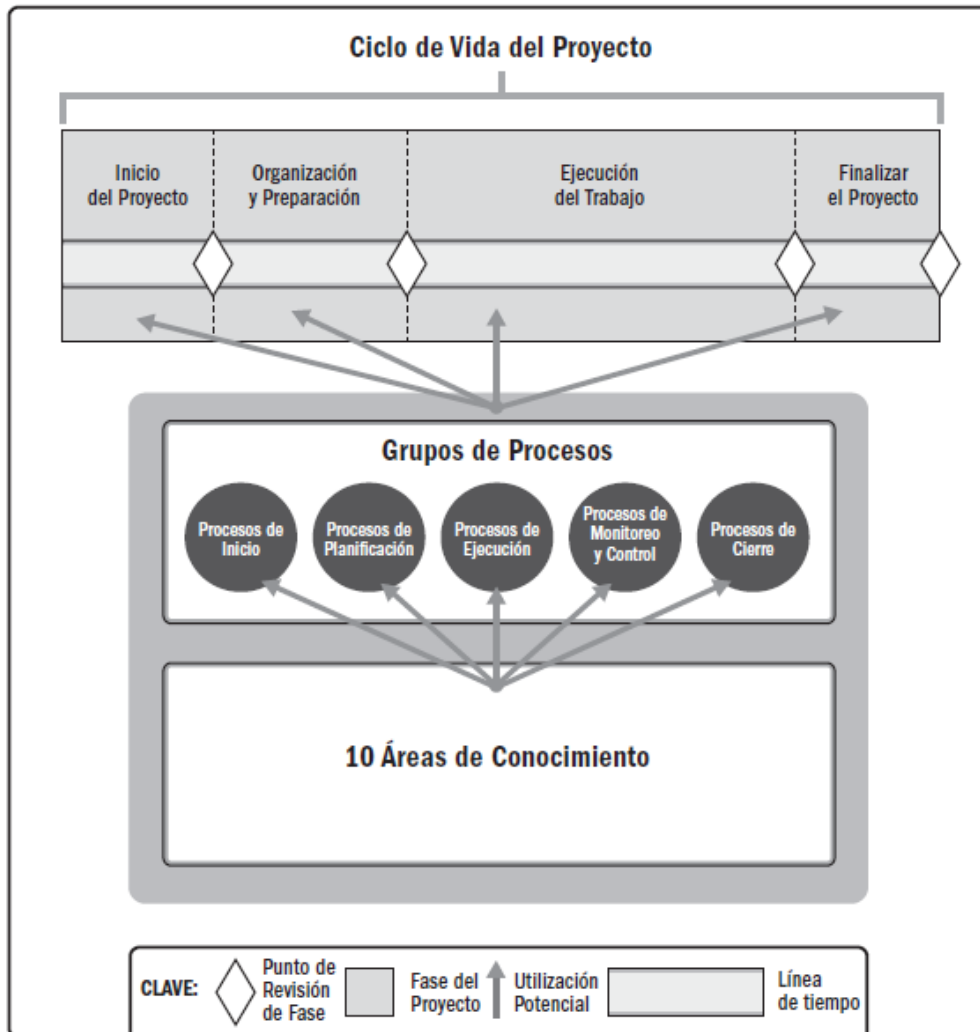 Ciclo de Vida del Proyecto
Inicio
del Proyecto
Organización
y Preparación
Ejecución
del Trabajo
Finalizar
el Proyecto
Grupos de Procesos
Procesos de
Inicio
Procesos de
Planificación
Procesos de
Ejecución
Procesos de
Monitoreo
y Control
Procesos de
Cierre
10 Áreas de Conocimiento
CLAVE:
Punto de
Revisión
de Fase
Fase del
Proyecto
Utilización
Potencial
Línea
de tiempo